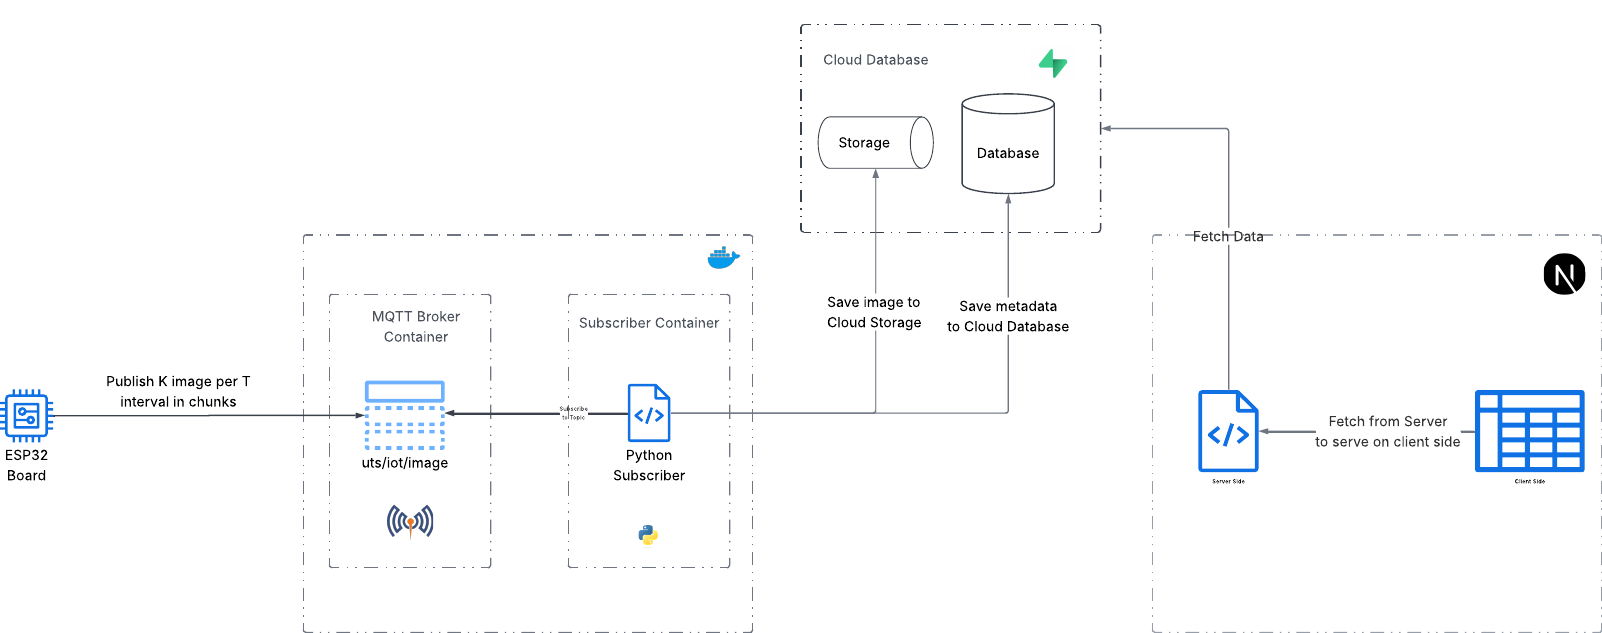 Cloud Database
Storage
Database
Fetch Data
MQTT Broker
Container
Subscriber Container
Save image to
Cloud Storage
Save metadata
to Cloud Database
Publish K image per T
interval in chunks
Subscribe
to Topic
uts/iot/image
ESP32
Board
Python
Subscriber
Fetch from Server
to serve on client side
Server Side
Client Side
N